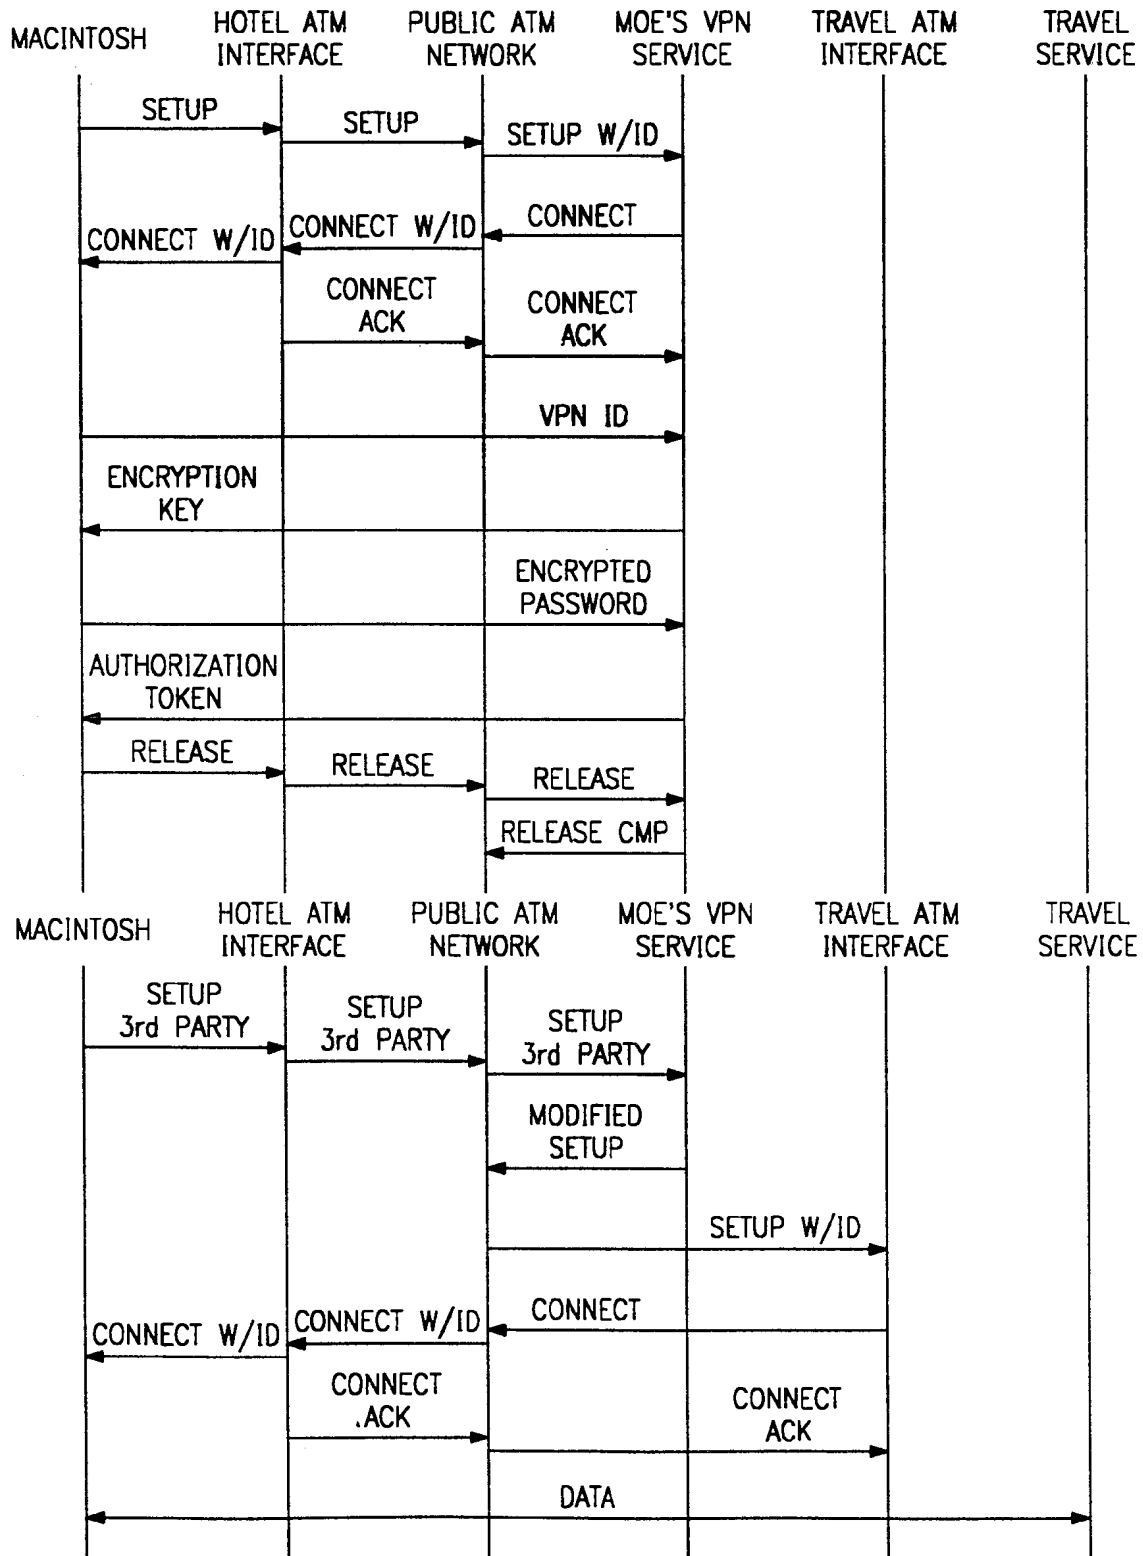 MACINTOSH
HOTEL ATM
INTERFACE
PUBLIC ATM
NETWORK
MOE'S VPN
SERVICE
TRAVEL ATM
INTERFACE
TRAVEL
SERVICE
SETUP
SETUP
SETUP W/ID
CONNECT
CONNECT W/ID
CONNECT W/ID
CONNECT
ACK
CONNECT
ACK
VPN ID
ENCRYPTION
KEY
ENCRYPTED
PASSWORD
AUTHORIZATION
TOKEN
RELEASE
RELEASE
RELEASE
RELEASE CMP
MACINTOSH
HOTEL ATM
INTERFACE
PUBLIC ATM
NETWORK
MOE'S VPN
SERVICE
TRAVEL ATM
INTERFACE
TRAVEL
SERVICE
SETUP
3rd PARTY
SETUP
3rd PARTY
SETUP
3rd PARTY
MODIFIED
SETUP
SETUP W/ID
CONNECT
CONNECT W/ID
CONNECT W/ID
CONNECT
ACK
CONNECT
ACK
DATA